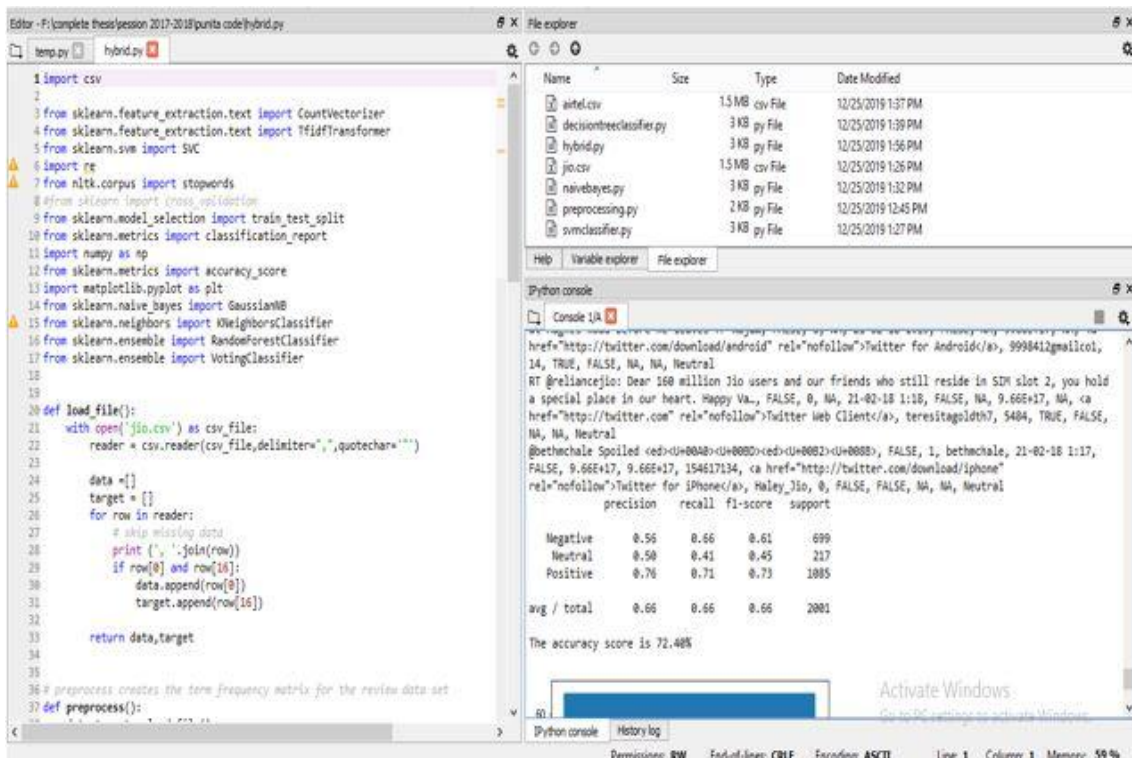 Editor - F:\complete thesis\session 2017-2018\punita code\hybrid.py
temp.py hybrid.py
1 import csv
2
3 from sklearn.feature_extraction.text import CountVectorizer
4 from sklearn.feature_extraction.text import TfidfTransformer
5 from sklearn.svm import SVC
6 import re
7 from nltk.corpus import stopwords
8 #from sklearn import cross_validation
9 from sklearn.model_selection import train_test_split
10 from sklearn.metrics import classification_report
11 import numpy as np
12 from sklearn.metrics import accuracy_score
13 import matplotlib.pyplot as plt
14 from sklearn.naive_bayes import GaussianNB
15 from sklearn.neighbors import KNeighborsClassifier
16 from sklearn.ensemble import RandomForestClassifier
17 from sklearn.ensemble import VotingClassifier
18
19
20 def load_file():
21 with open('jio.csv') as csv_file:
22 reader = csv.reader(csv_file,delimiter=",",quotechar='"')
23
24 data =[]
25 target = []
26 for row in reader:
27 # skip missing data
28 print (', '.join(row))
29 if row[0] and row[16]:
30 data.append(row[0])
31 target.append(row[16])
32
33 return data,target
34
35
36 # preprocess creates the term frequency matrix for the review data set
37 def preprocess():
File explorer
Name Size Type Date Modified
airtel.csv 1.5 MB csv File 12/25/2019 1:37 PM
decisiontreeclassifier.py 3 KB py File 12/25/2019 1:39 PM
hybrid.py 3 KB py File 12/25/2019 1:56 PM
jio.csv 1.5 MB csv File 12/25/2019 1:26 PM
naivebayes.py 3 KB py File 12/25/2019 1:32 PM
preprocessing.py 2 KB py File 12/25/2019 12:45 PM
svmclassifier.py 3 KB py File 12/25/2019 1:27 PM
Help Variable explorer File explorer
IPython console
Console 1/A
href="http://twitter.com/download/android" rel="nofollow">Twitter for Android</a>, 9998412gmailco1,
14, TRUE, FALSE, NA, NA, Neutral
RT @reliancejio: Dear 160 million Jio users and our friends who still reside in SIM slot 2, you hold
a special place in our heart. Happy Va…, FALSE, 0, NA, 21-02-18 1:18, FALSE, NA, 9.66E+17, NA, <a
href="http://twitter.com" rel="nofollow">Twitter Web Client</a>, teresitagoldth7, 5484, TRUE, FALSE,
NA, NA, Neutral
@bethmchale Spoiled <ed><U+00A0><U+00BD><ed><U+00B2><U+008B>, FALSE, 1, bethmchale, 21-02-18 1:17,
FALSE, 9.66E+17, 9.66E+17, 154617134, <a href="http://twitter.com/download/iphone"
rel="nofollow">Twitter for iPhone</a>, Haley_Jio, 0, FALSE, FALSE, NA, NA, Neutral
precision recall f1-score support
Negative 0.56 0.66 0.61 699
Neutral 0.50 0.41 0.45 217
Positive 0.76 0.71 0.73 1085
avg / total 0.66 0.66 0.66 2001
The accuracy score is 72.40%
60
Activate Windows
Go to PC settings to activate Windows.
IPython console History log
Permissions: RW End-of-lines: CRLF Encoding: ASCII Line: 1 Column: 1 Memory: 59 %